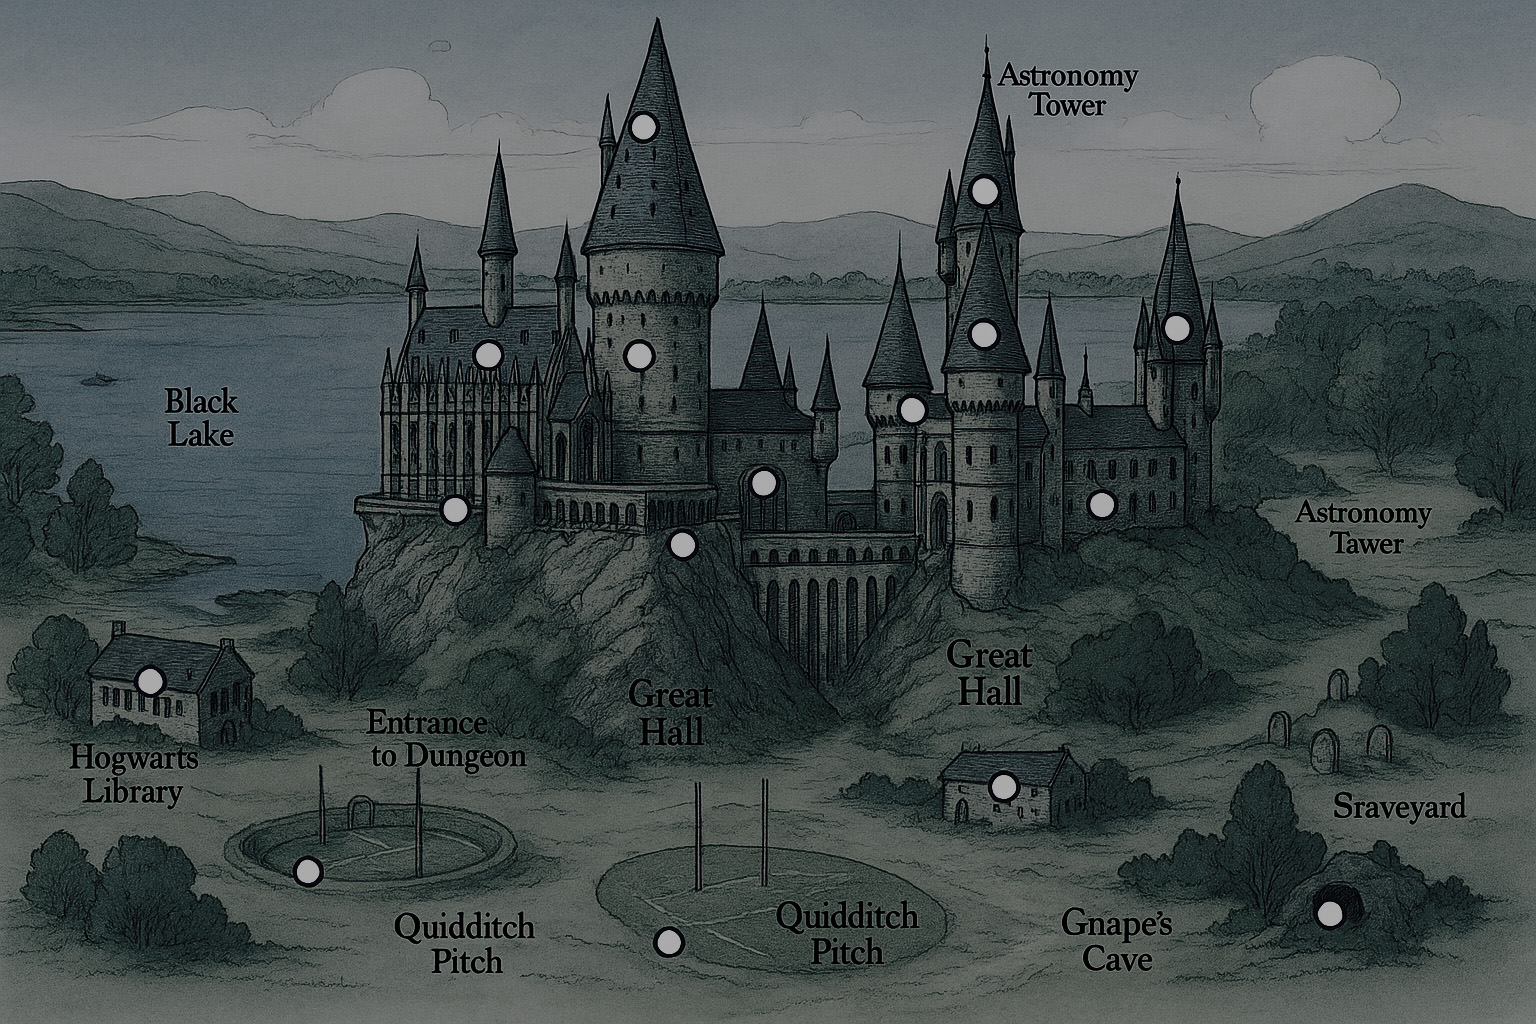 Astronomy
Tower
Black
Lake
Astronomy
Tawer
Great
Hall
Great
Hall
Entrance
to Dungeon
Hogwarts
Library
Sraveyard
Quidditch
Pitch
Quidditch
Pitch
Gnape's
Cave